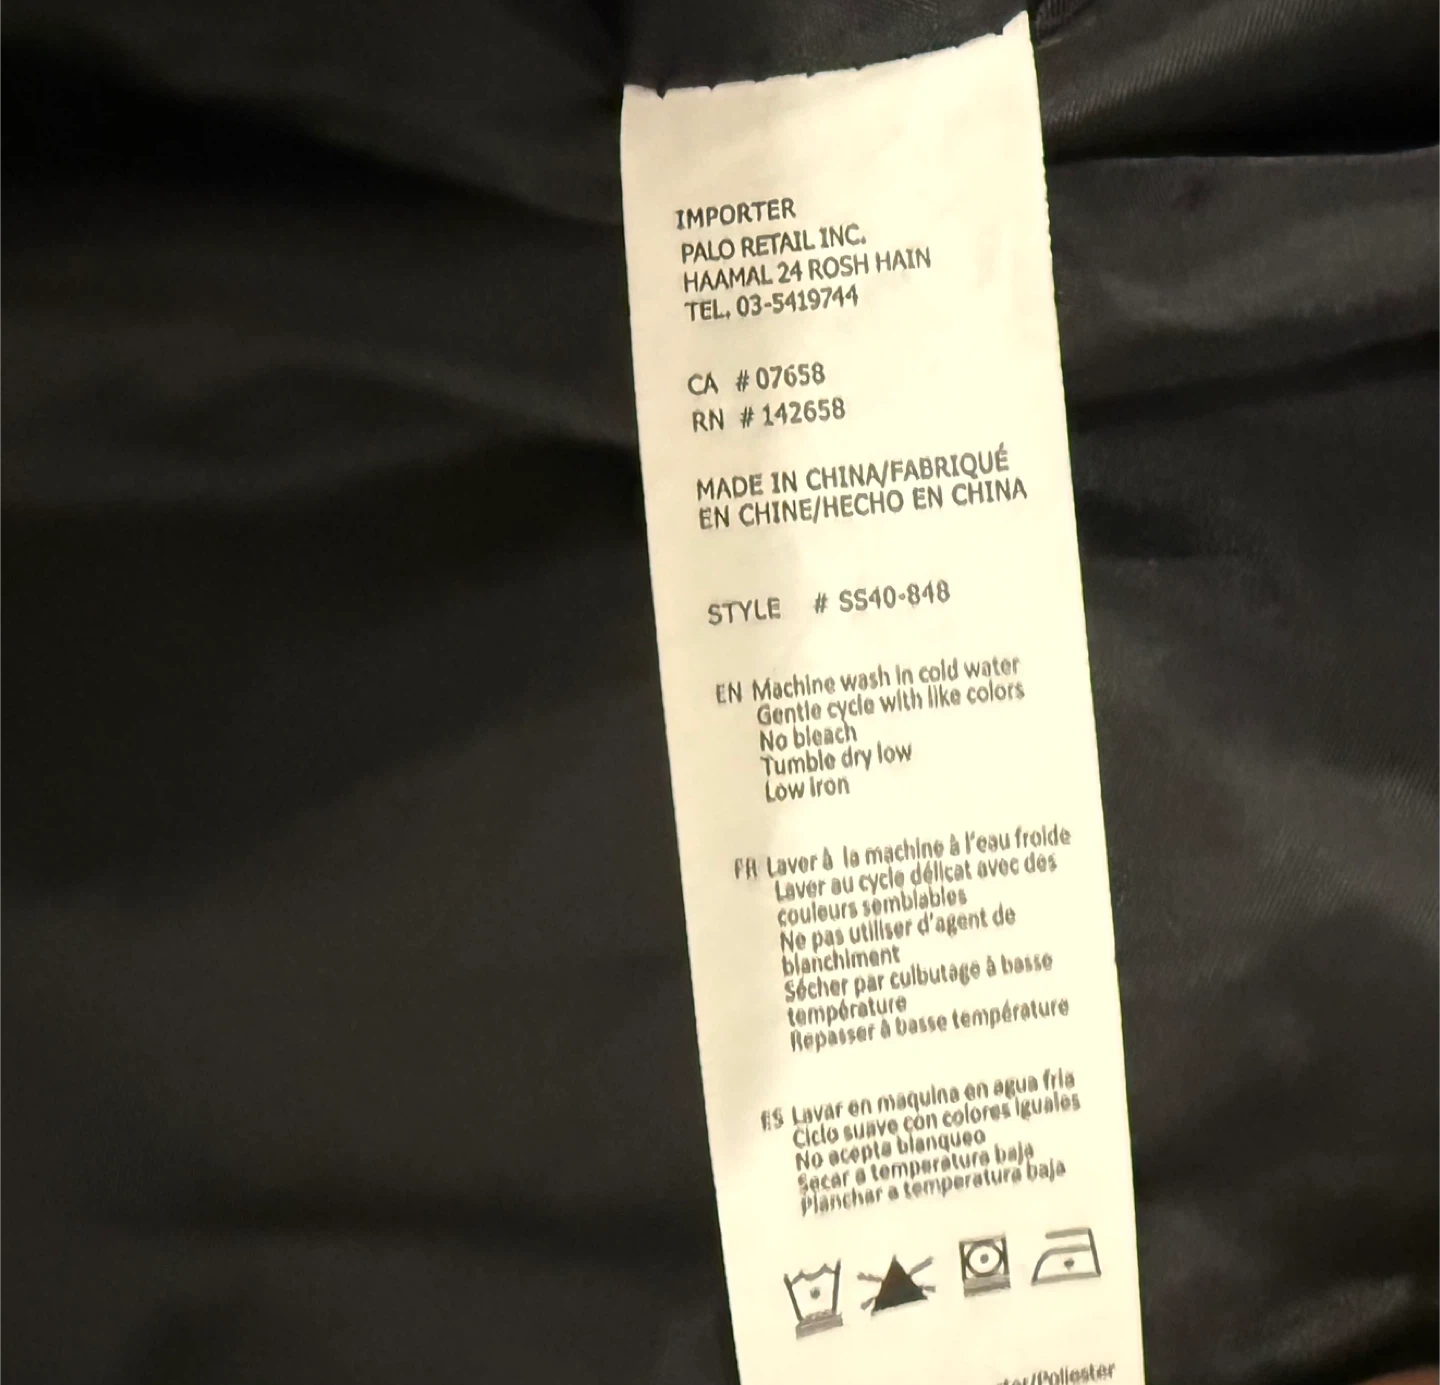 IMPORTER
PALO RETAIL INC.
HAAMAL 24 ROSH HAIN
TEL. 03-5419744
CA # 07658
RN # 142658
MADE IN CHINA/FABRIQUÉ
EN CHINE/HECHO EN CHINA
STYLE # SS40-848
EN Machine wash in cold water
Gentle cycle with like colors
No bleach
Tumble dry low
Low iron
FR Laver à la machine à l'eau froide
Laver au cycle délicat avec des
couleurs semblables
Ne pas utiliser d'agent de
blanchiment
Sécher par culbutage à basse
température
Repasser à basse température
ES Lavar en maquina en agua fria
Ciclo suave con colores iguales
No acepta blanqueo
Secar a temperatura baja
Planchar a temperatura baja
/Poliester